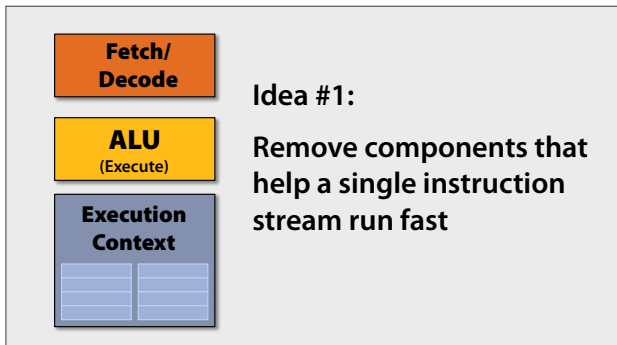 Fetch/
Decode
ALU
(Execute)
Execution
Context
Idea #1:
Remove components that
help a single instruction
stream run fast